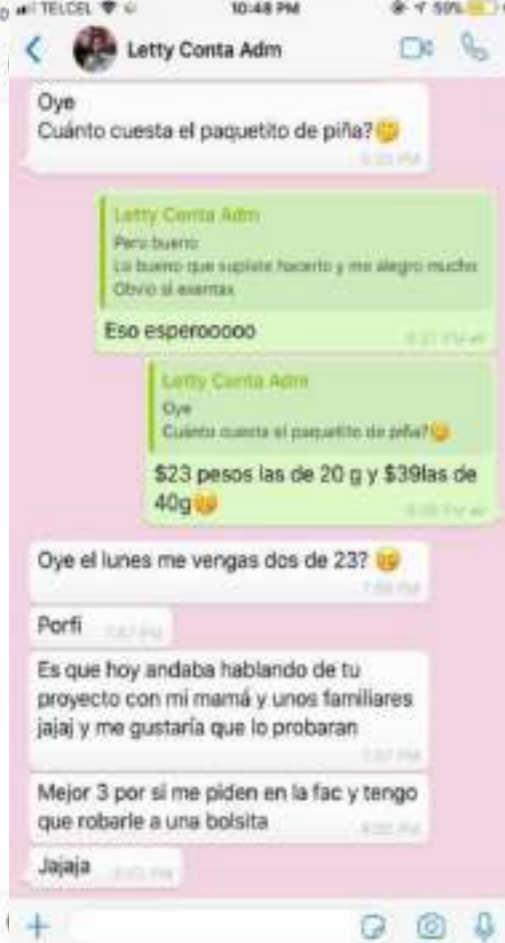 TELCEL 10:48 PM 59%
Letty Conta Adm
Oye
Cuánto cuesta el paquetito de piña?🤔
Letty Conta Adm
Pero bueno
Lo bueno que supiste hacerlo y me alegro mucho
Obvio si exentas
Eso esperooooo
Letty Conta Adm
Oye
Cuánto cuesta el paquetito de piña?🤔
$23 pesos las de 20 g y $39las de
40g
Oye el lunes me vengas dos de 23?
Porfi
Es que hoy andaba hablando de tu
proyecto con mi mamá y unos familiares
jajaj y me gustaría que lo probaran
Mejor 3 por si me piden en la fac y tengo
que robarle a una bolsita
Jajaja